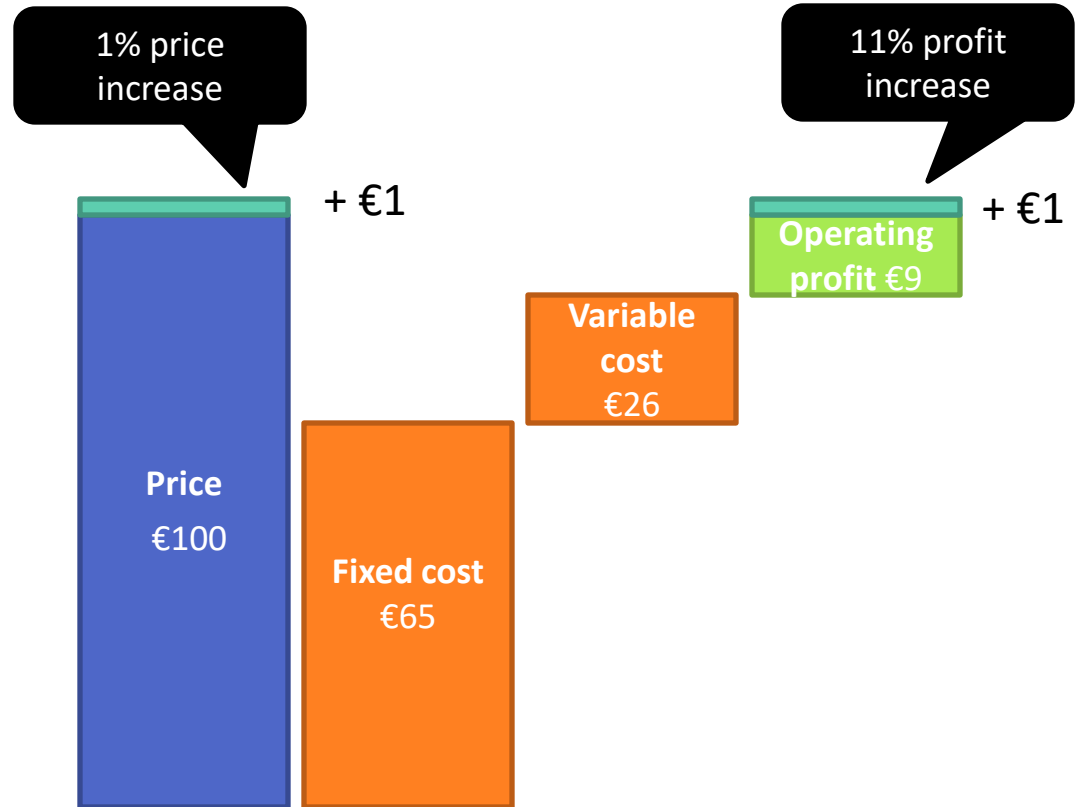 1% price
increase
11% profit
increase
+ €1
+ €1
Operating
profit €9
Variable
cost
€26
Price
€100
Fixed cost
€65